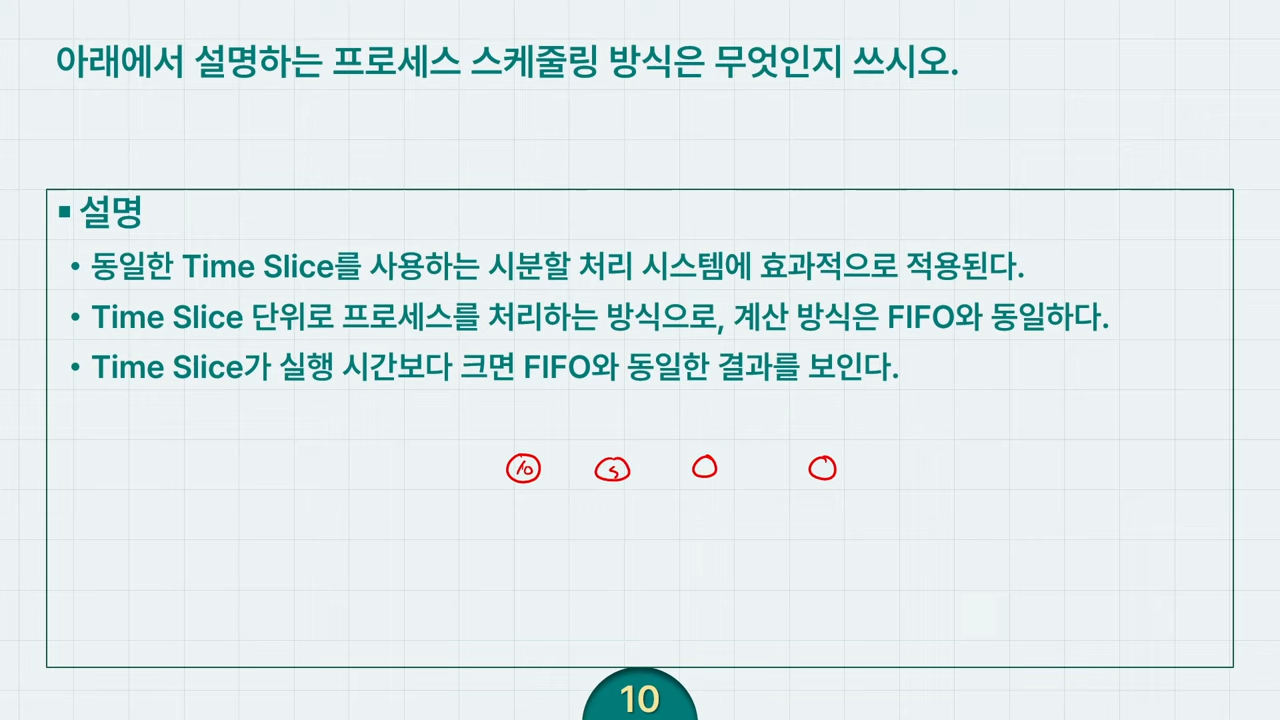 아래에서 설명하는 프로세스 스케줄링 방식은 무엇인지 쓰시오.
▪ 설명
• 동일한 Time Slice를 사용하는 시분할 처리 시스템에 효과적으로 적용된다.
• Time Slice 단위로 프로세스를 처리하는 방식으로, 계산 방식은 FIFO와 동일하다.
• Time Slice가 실행 시간보다 크면 FIFO와 동일한 결과를 보인다.
10 5
10